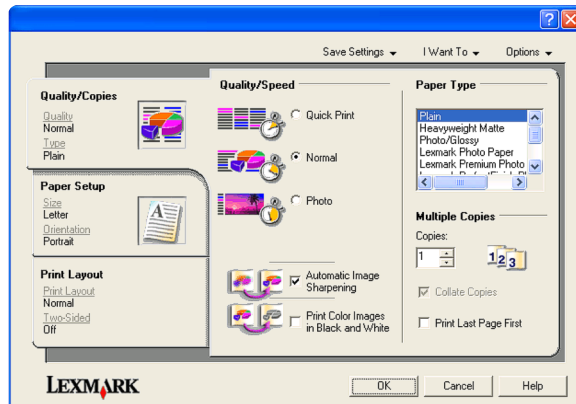 Save Settings
I Want To
Options
Quality/Copies
Quality
Normal
Type
Plain
Paper Setup
Size
Letter
Orientation
Portrait
Print Layout
Print Layout
Normal
Two-Sided
Off
Quality/Speed
Quick Print
Normal
Photo
Automatic Image
Sharpening
Print Color Images
in Black and White
Paper Type
Plain
Heavyweight Matte
Photo/Glossy
Lexmark Photo Paper
Lexmark Premium Photo
Multiple Copies
Copies:
1
1 2 3
Collate Copies
Print Last Page First
LEXMARK
OK
Cancel
Help